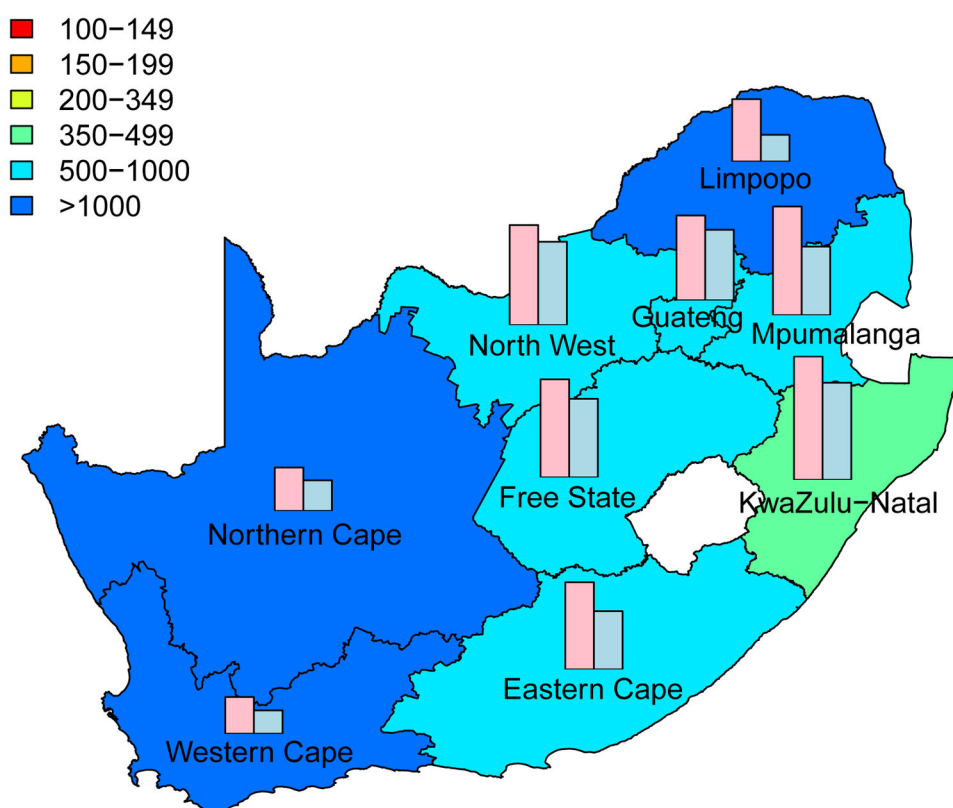 100−149
150−199
200−349
350−499
500−1000
>1000
Limpopo
Guateng
Mpumalanga
North West
Free State
KwaZulu−Natal
Northern Cape
Eastern Cape
Western Cape